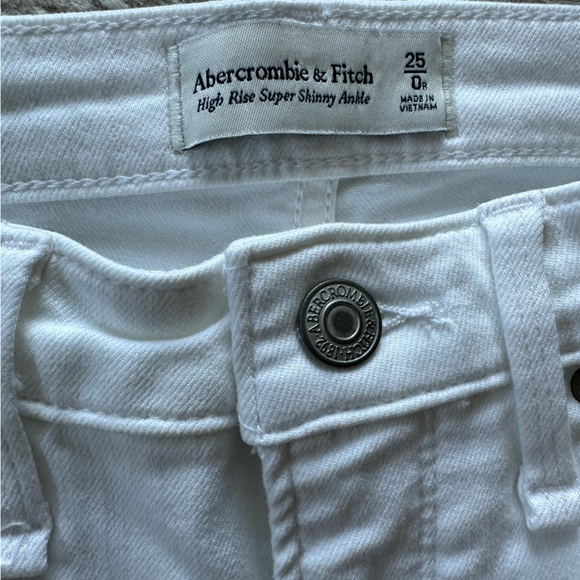 Abercrombie & Fitch
High Rise Super Skinny Ankle
25
0R
MADE IN
VIETNAM
ABERCROMBIE & FITCH · 1892 ·